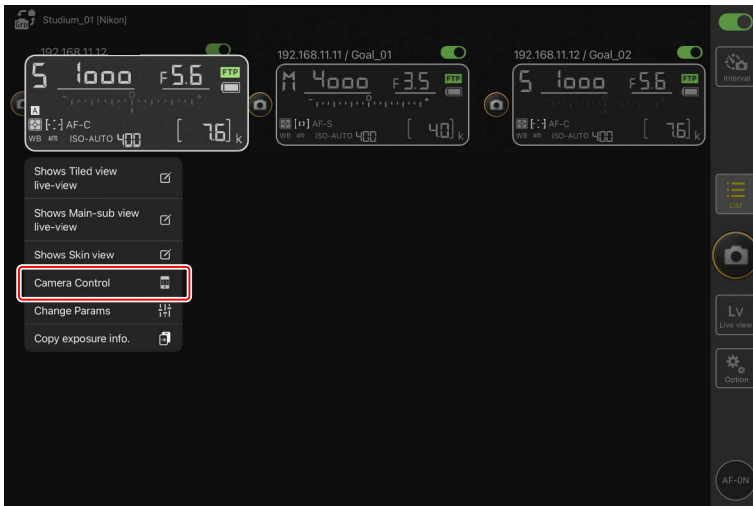 Studium_01 [Nikon]
192.168.11.12
192.168.11.11 / Goal_01
192.168.11.12 / Goal_02
S 1000 F5.6 FTP
A
AF-C
WB AUTO ISO-AUTO 400 [ 7.6] k
M 4000 F3.5 FTP
AF-S
WB AUTO ISO-AUTO 400 [ 4.0] k
S 1000 F5.6 FTP
AF-C
WB AUTO ISO-AUTO 400 [ 7.6] k
Shows Tiled view
live-view
Shows Main-sub view
live-view
Shows Skin view
Camera Control
Change Params
Copy exposure info.
Interval
List
Lv
Live view
Option
AF-ON